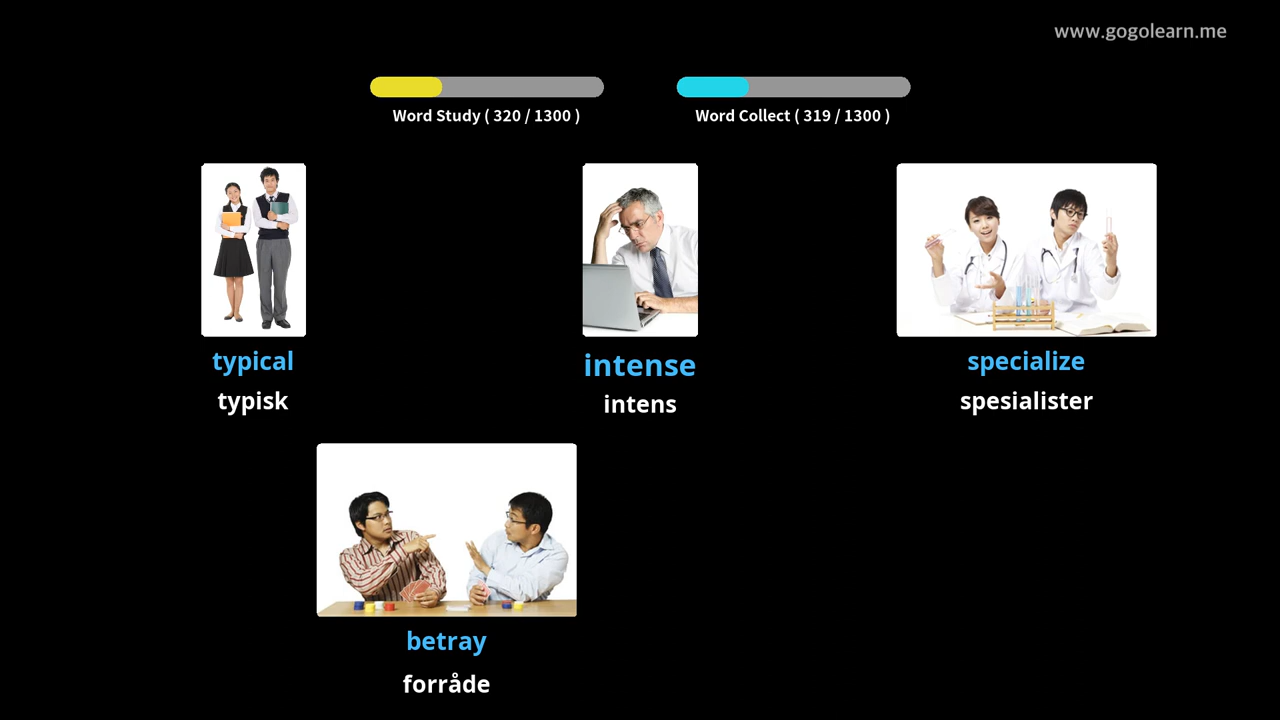 www.gogolearn.me
Word Study ( 320 / 1300 )
Word Collect ( 319 / 1300 )
typical
typisk
intense
intens
specialize
spesialister
betray
forråde